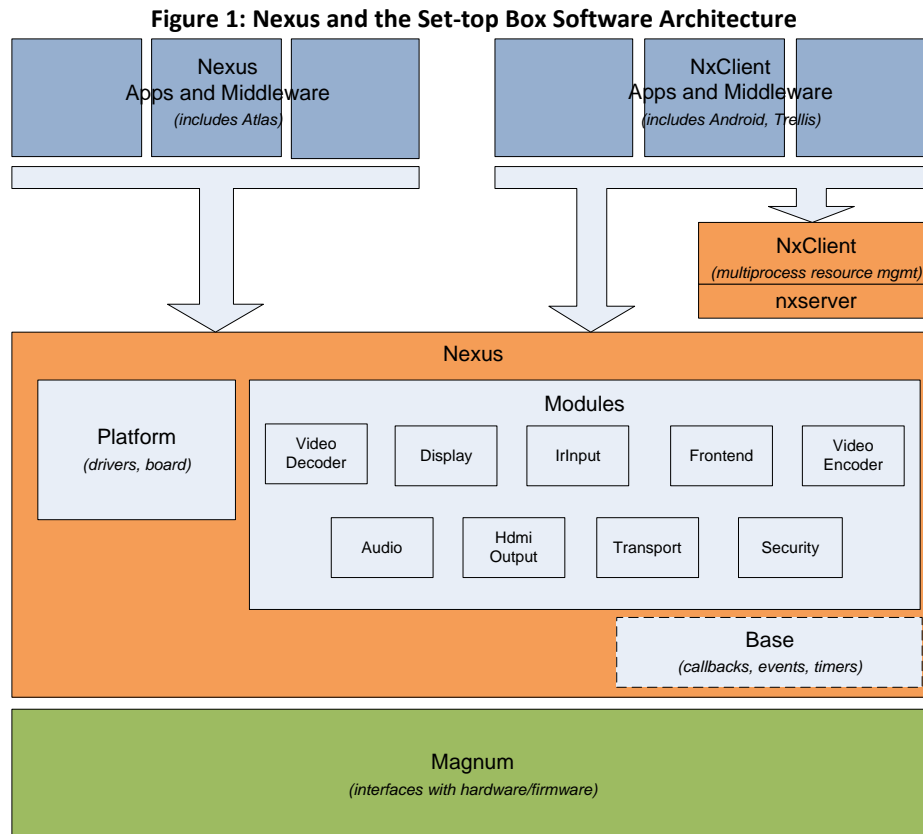 Figure 1: Nexus and the Set-top Box Software Architecture
Nexus
Apps and Middleware
(includes Atlas)
NxClient
Apps and Middleware
(includes Android, Trellis)
NxClient
(multiprocess resource mgmt)
nxserver
Nexus
Platform
(drivers, board)
Modules
Video
Decoder
Display
IrInput
Frontend
Video
Encoder
Audio
Hdmi
Output
Transport
Security
Base
(callbacks, events, timers)
Magnum
(interfaces with hardware/firmware)